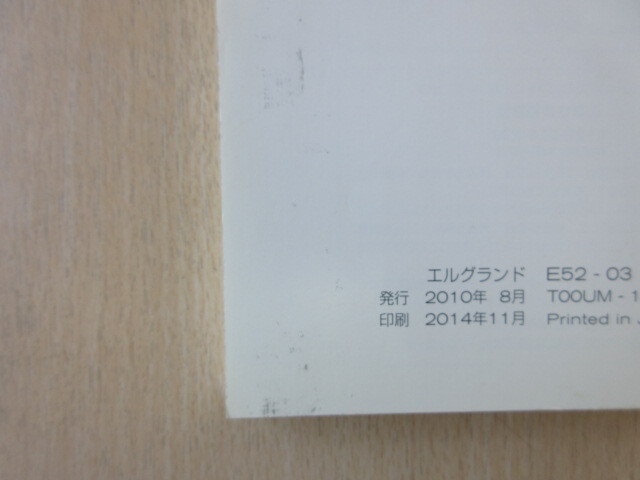 エルグランド E52-03
発行 2010年 8月 T00UM-1
印刷 2014年11月 Printed in